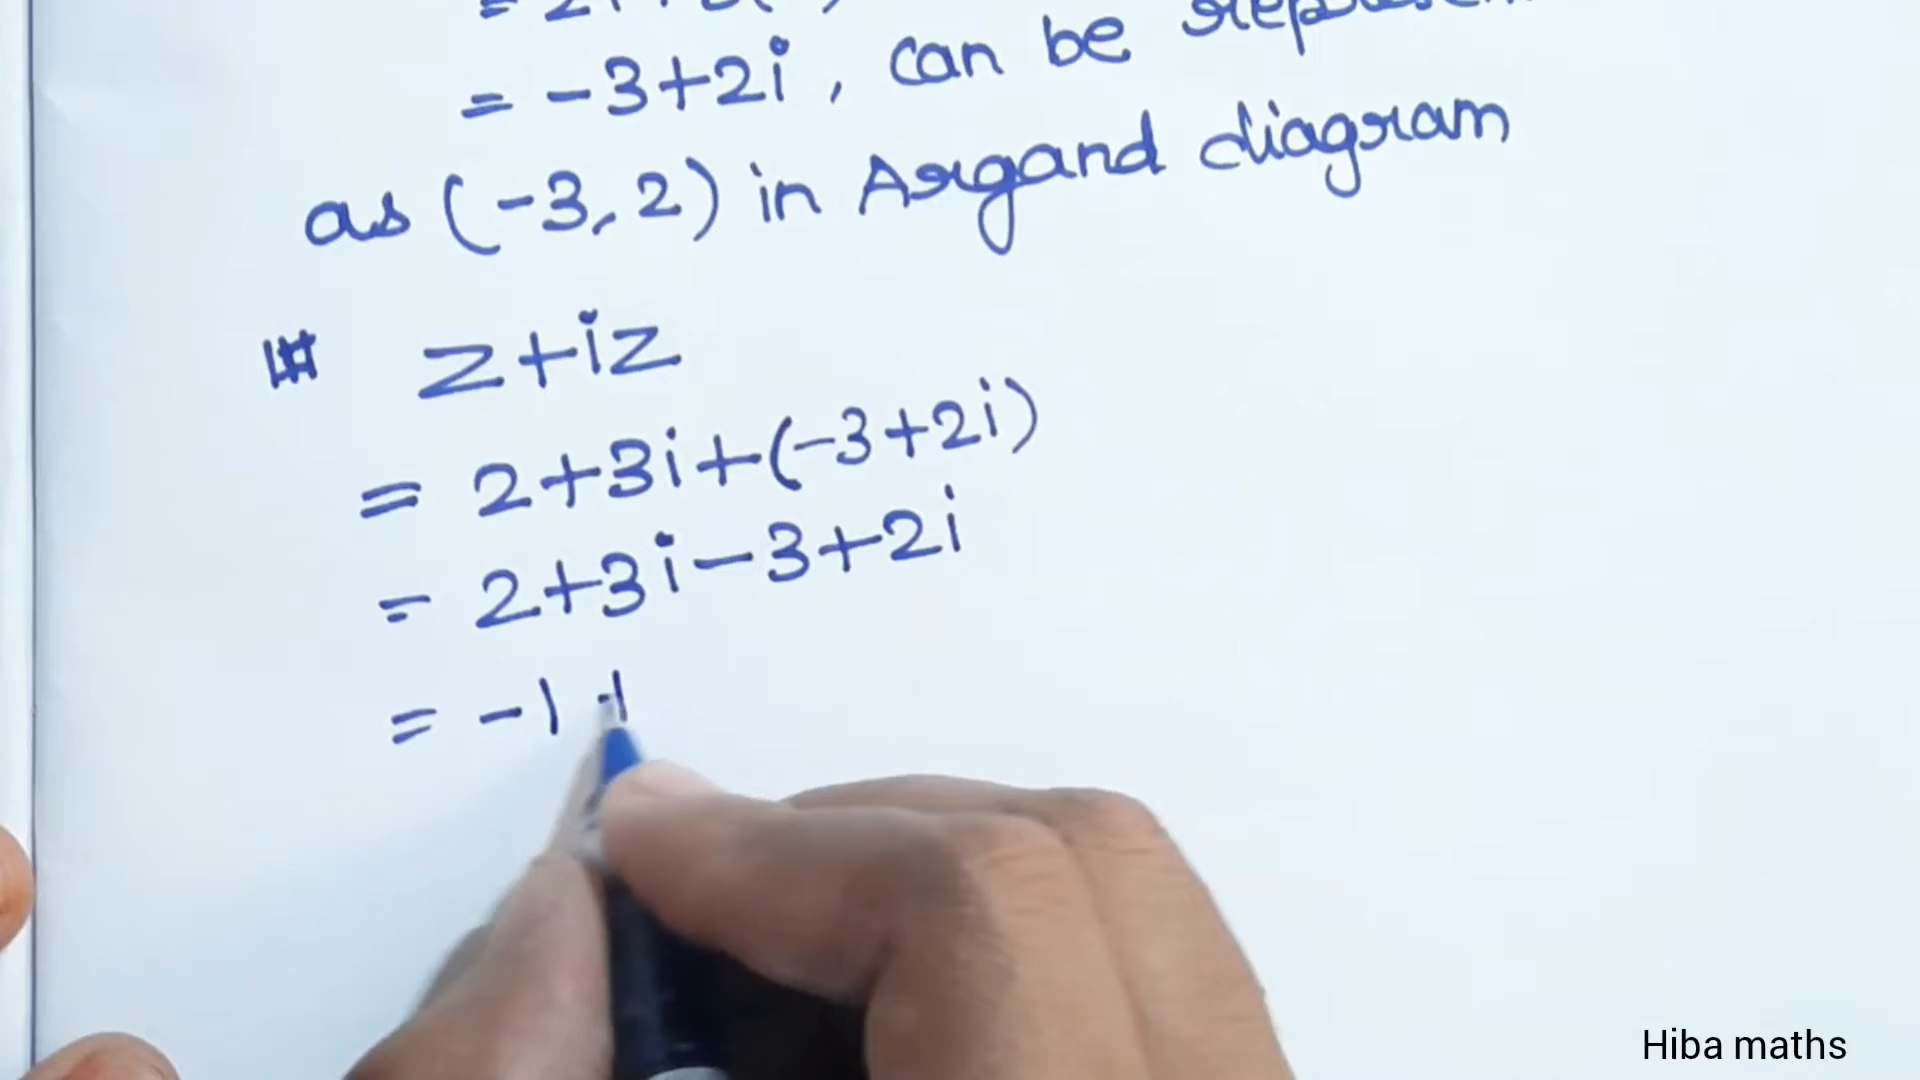 = -3+2i, can be
as (-3, 2) in Argand diagram
z+iz
= 2+3i+(-3+2i)
= 2+3i-3+2i
= -1 +
Hiba maths